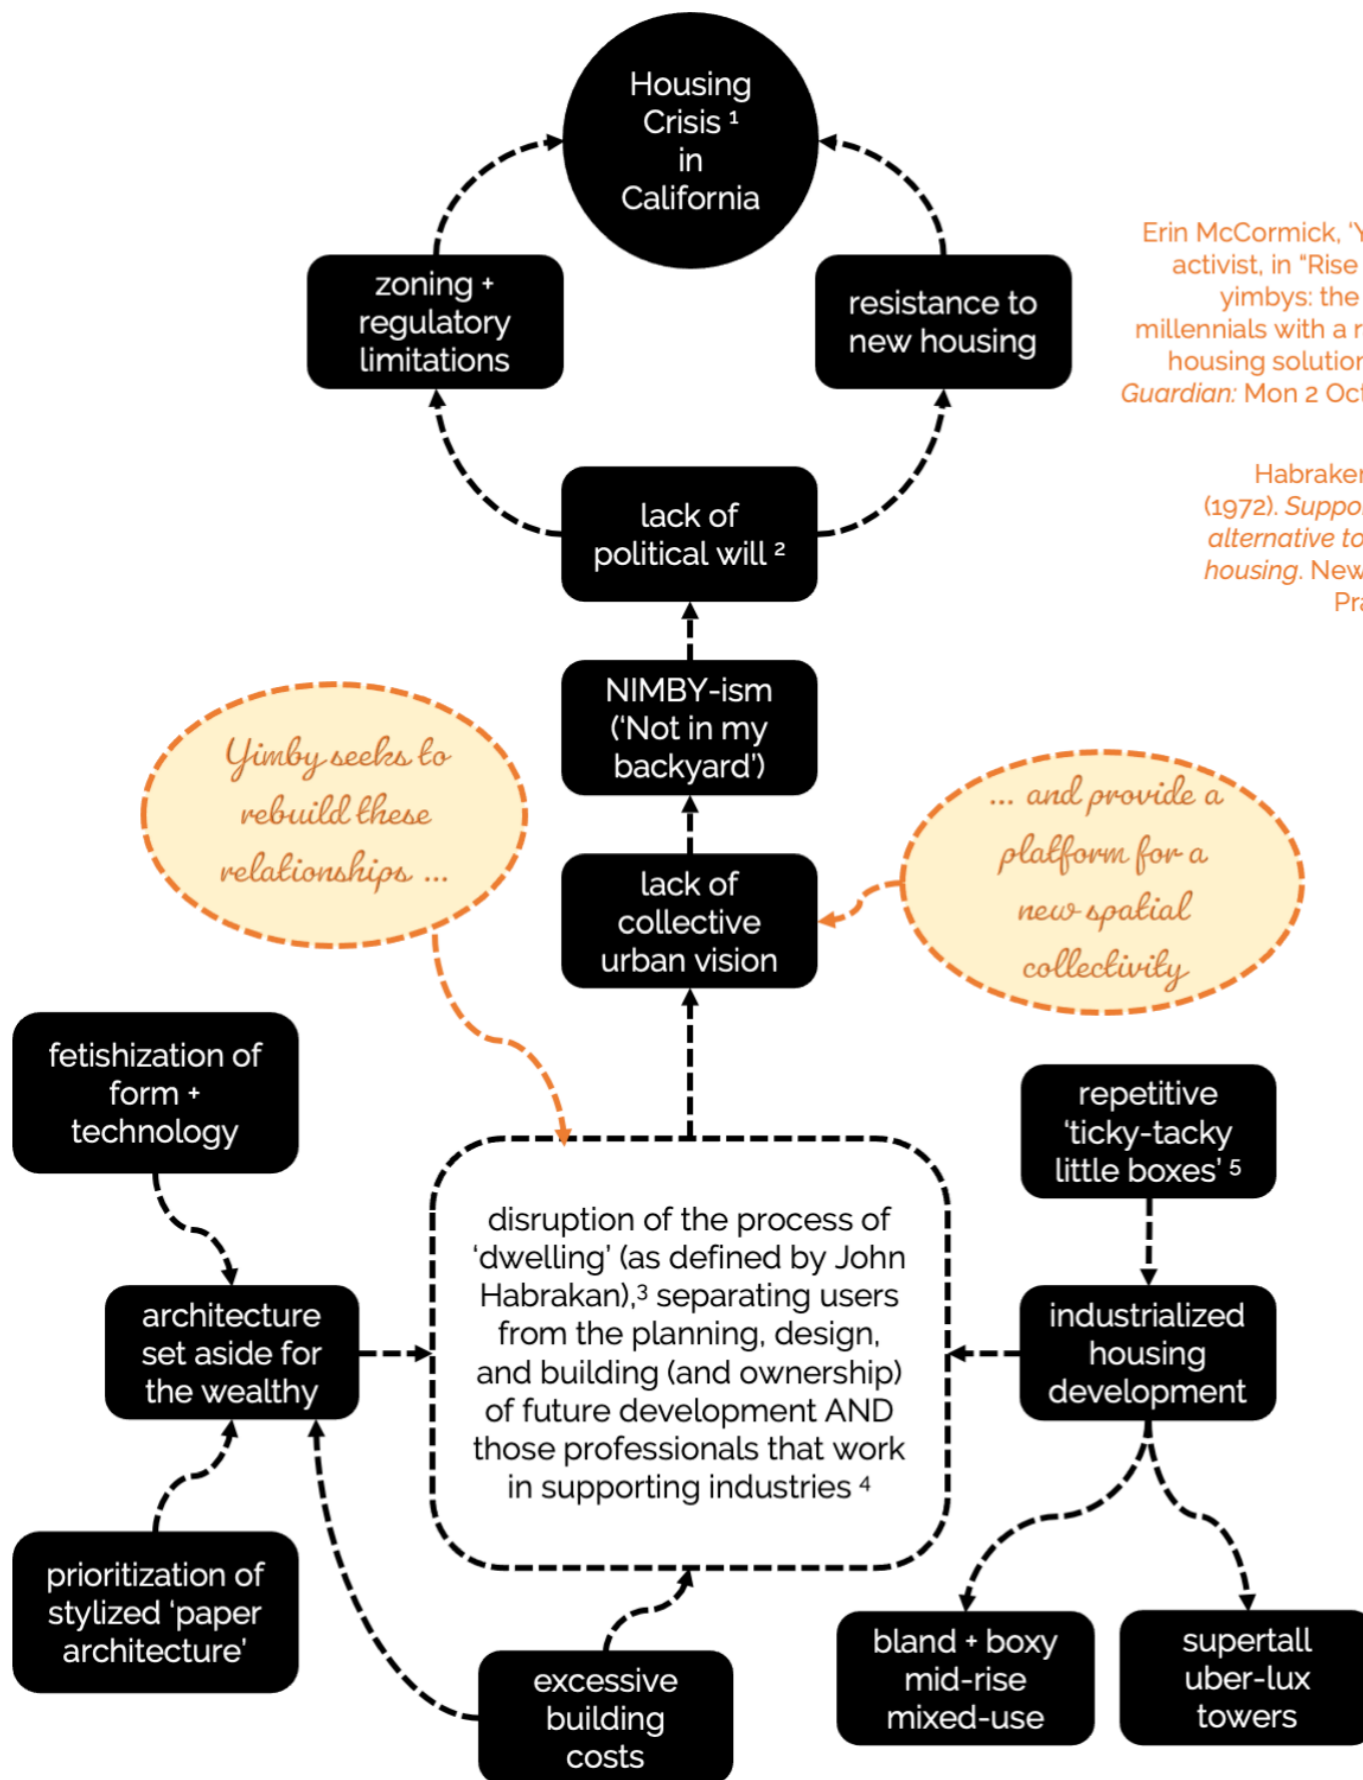 Housing
Crisis ¹
in
California
zoning +
regulatory
limitations
resistance to
new housing
Erin McCormick, ‘Y
activist, in “Rise
yimbys: the
millennials with a r
housing solution
Guardian: Mon 2 Oct
lack of
political will ²
Habraker
(1972). Suppor
alternative to
housing. New
Pra
NIMBY-ism
(‘Not in my
backyard’)
Yimby seeks to
rebuild these
relationships ...
... and provide a
platform for a
new spatial
collectivity
lack of
collective
urban vision
fetishization of
form +
technology
repetitive
‘ticky-tacky
little boxes’ ⁵
disruption of the process of
‘dwelling’ (as defined by John
Habrakan),³ separating users
from the planning, design,
and building (and ownership)
of future development AND
those professionals that work
in supporting industries ⁴
architecture
set aside for
the wealthy
industrialized
housing
development
prioritization of
stylized ‘paper
architecture’
excessive
building
costs
bland + boxy
mid-rise
mixed-use
supertall
uber-lux
towers